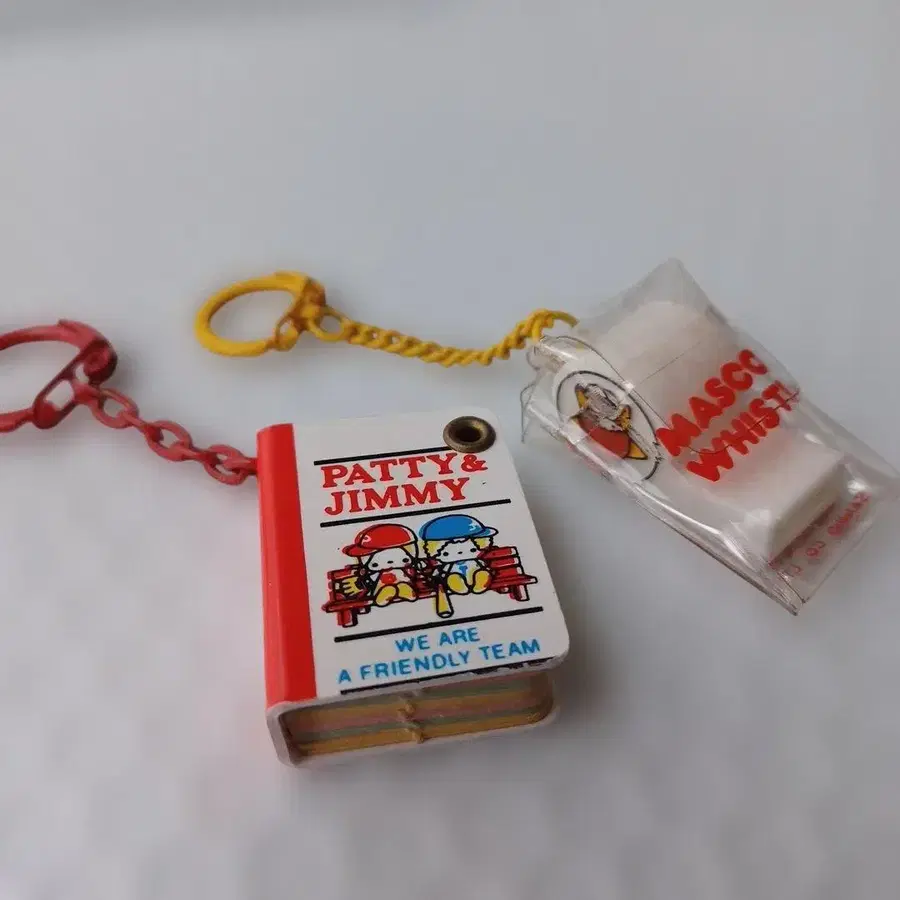 PATTY &
JIMMY
WE ARE
A FRIENDLY TEAM
MASCO
WHIST